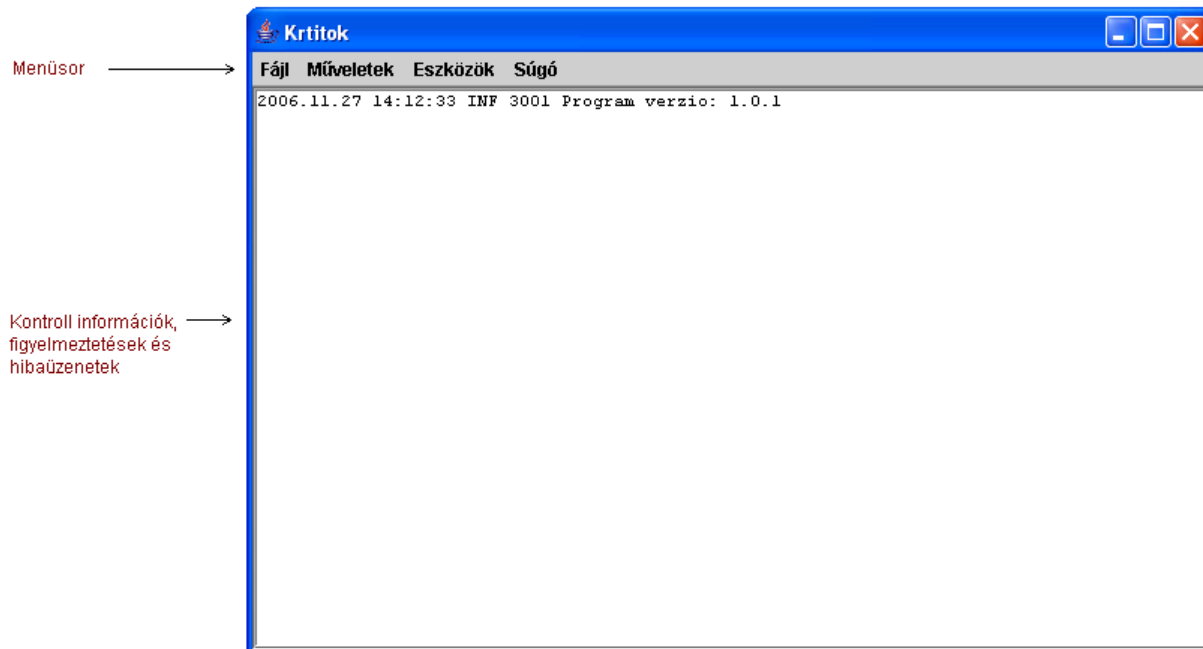 Krtitok
Menüsor
Fájl Műveletek Eszközök Súgó
2006.11.27 14:12:33 INF 3001 Program verzio: 1.0.1
Kontroll információk,
figyelmeztetések és
hibaüzenetek